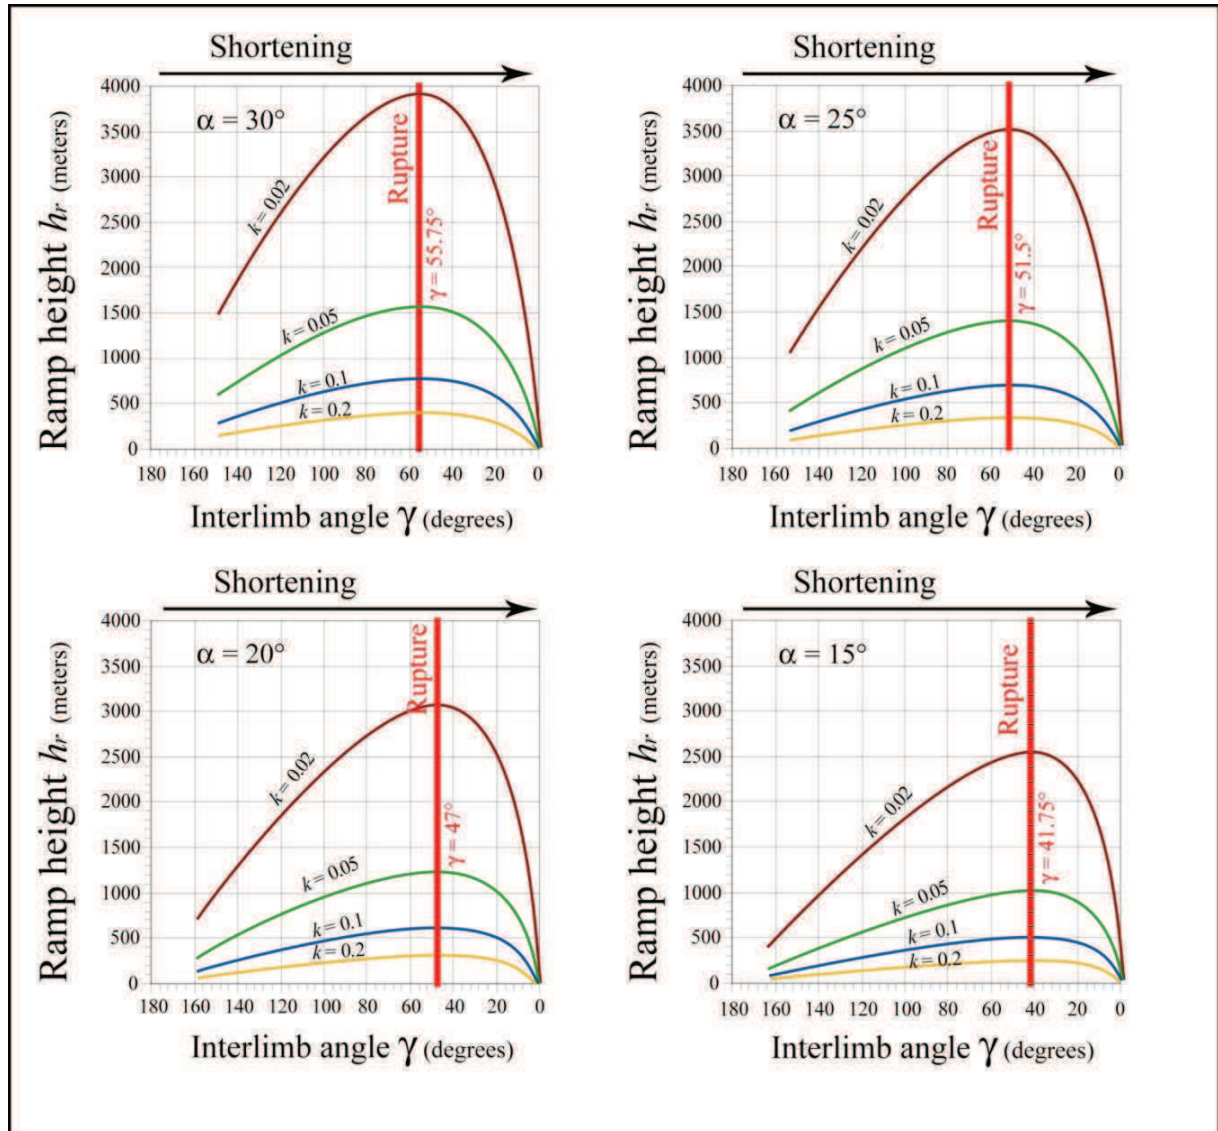 Shortening
α = 30°
Ramp height hr (meters)
4000
3500
3000
2500
2000
1500
1000
500
0
k = 0.02
k = 0.05
k = 0.1
k = 0.2
Rupture
γ = 55.75°
180 160 140 120 100 80 60 40 20 0
Interlimb angle γ (degrees)
Shortening
α = 25°
Ramp height hr (meters)
4000
3500
3000
2500
2000
1500
1000
500
0
k = 0.02
k = 0.05
k = 0.1
k = 0.2
Rupture
γ = 51.5°
180 160 140 120 100 80 60 40 20 0
Interlimb angle γ (degrees)
Shortening
α = 20°
Ramp height hr (meters)
4000
3500
3000
2500
2000
1500
1000
500
0
k = 0.02
k = 0.05
k = 0.1
k = 0.2
Rupture
γ = 47°
180 160 140 120 100 80 60 40 20 0
Interlimb angle γ (degrees)
Shortening
α = 15°
Ramp height hr (meters)
4000
3500
3000
2500
2000
1500
1000
500
0
k = 0.02
k = 0.05
k = 0.1
k = 0.2
Rupture
γ = 41.75°
180 160 140 120 100 80 60 40 20 0
Interlimb angle γ (degrees)